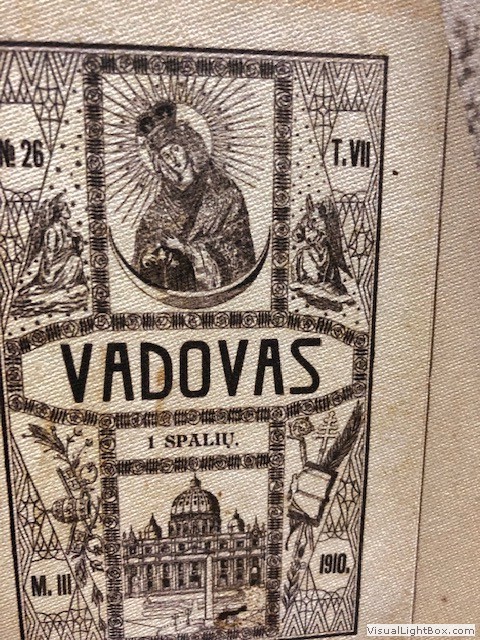 № 26
T. VII
VADOVAS
1 SPALIŲ.
M. III
1910.
VisualLightBox.com